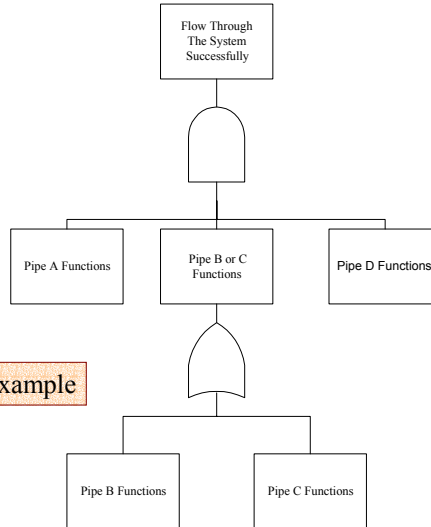 Flow Through
The System
Successfully
Pipe A Functions
Pipe B or C
Functions
Pipe D Functions
xample
Pipe B Functions
Pipe C Functions